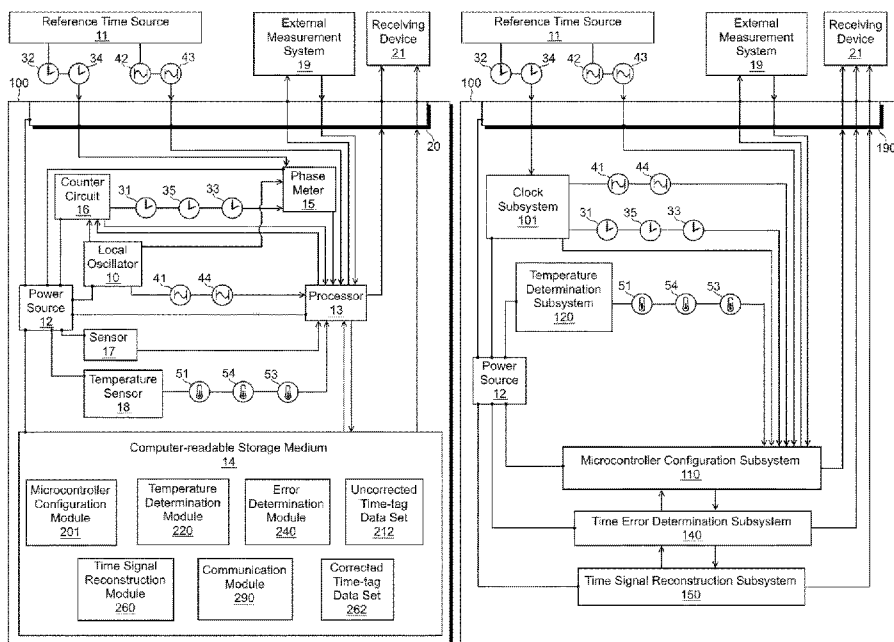 Reference Time Source
11
External
Measurement
System
19
Receiving
Device
21
32
34
42
43
100
20
Counter
Circuit
16
31
35
33
Phase
Meter
15
Local
Oscillator
10
41
44
Power
Source
12
Processor
13
Sensor
17
Temperature
Sensor
18
51
54
53
Computer-readable Storage Medium
14
Microcontroller
Configuration
Module
201
Temperature
Determination
Module
220
Error
Determination
Module
240
Uncorrected
Time-tag
Data Set
212
Time Signal
Reconstruction
Module
260
Communication
Module
290
Corrected
Time-tag
Data Set
262
Reference Time Source
11
External
Measurement
System
19
Receiving
Device
21
32
34
42
43
100
190
Clock
Subsystem
101
41
44
31
35
33
Temperature
Determination
Subsystem
120
51
54
53
Power
Source
12
Microcontroller Configuration Subsystem
110
Time Error Determination Subsystem
140
Time Signal Reconstruction Subsystem
150